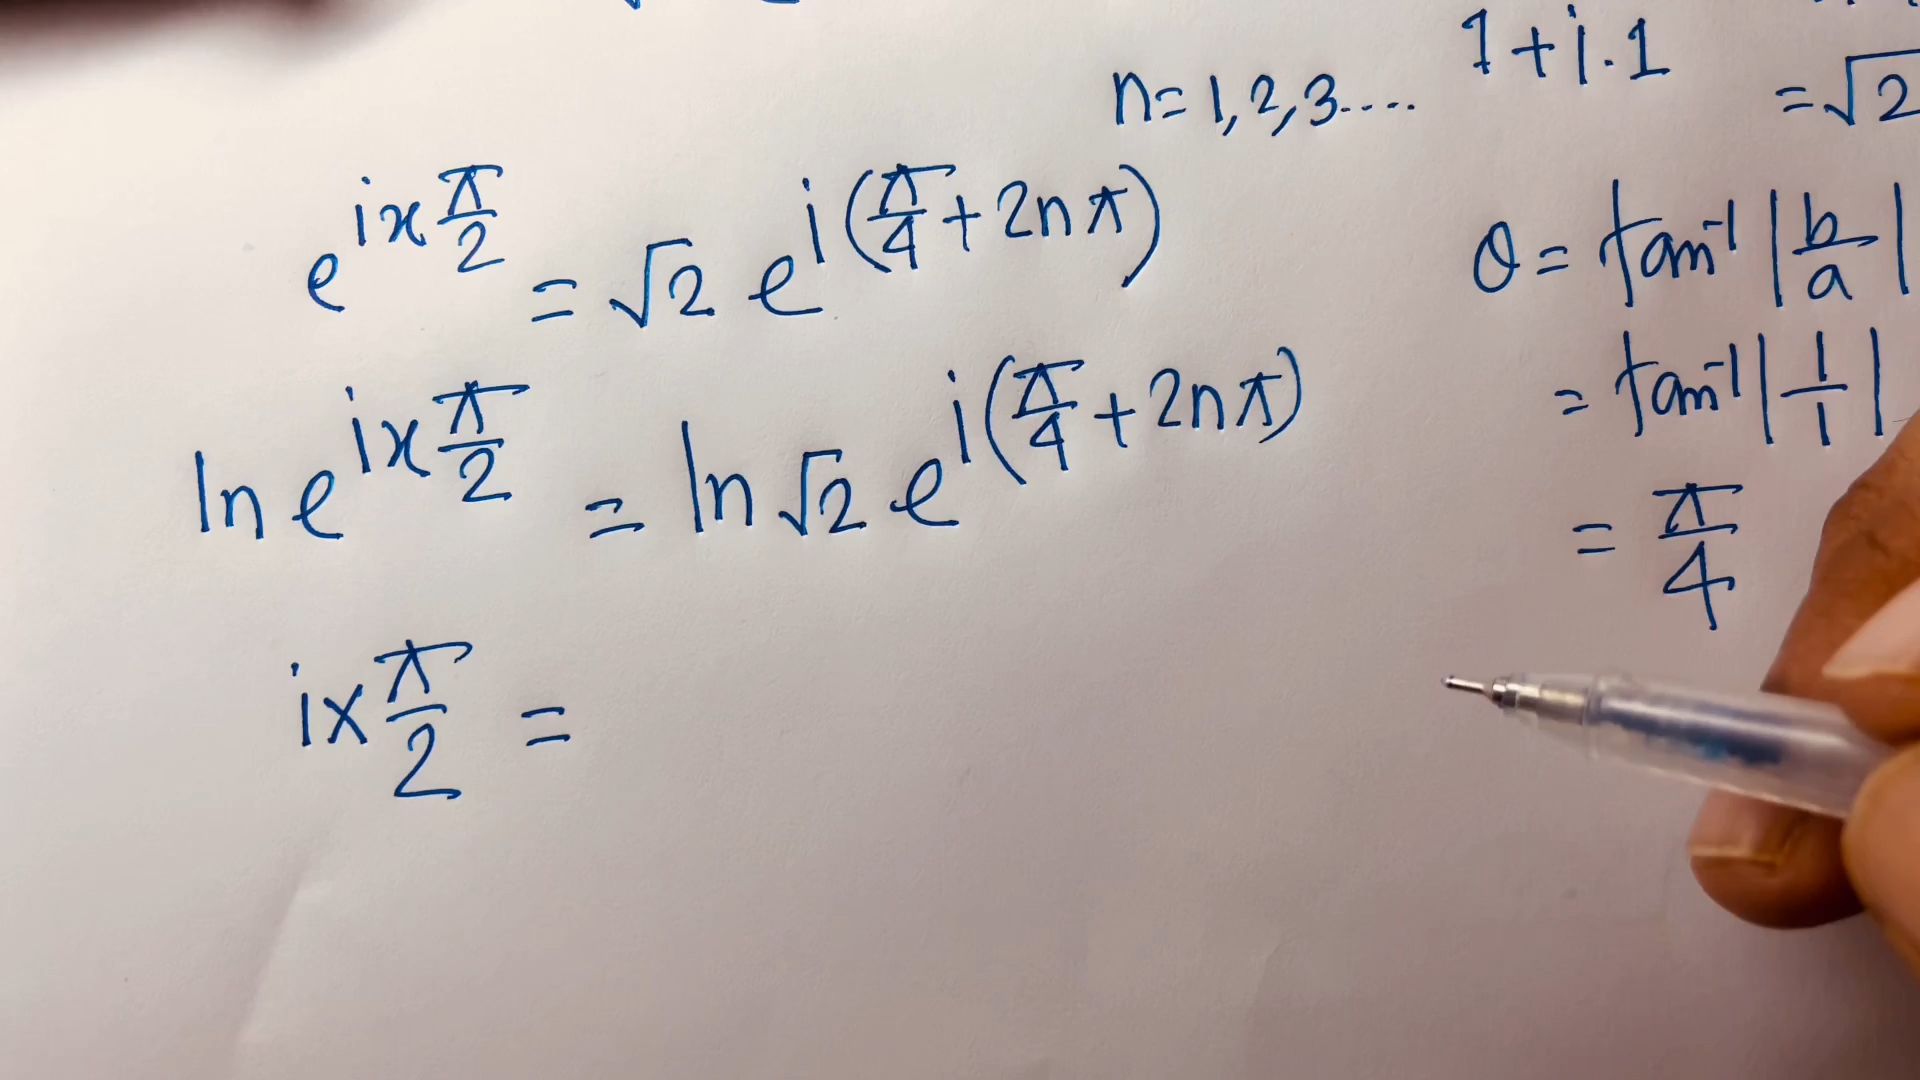 1+i.1
n=1,2,3....
=√2
e^{ix π/2} = √2 e^{i(π/4+2nπ)}
θ = tan⁻¹|b/a|
ln e^{ix π/2} = ln √2 e^{i(π/4+2nπ)}
= tan⁻¹|1/1|
= π/4
ix π/2 =